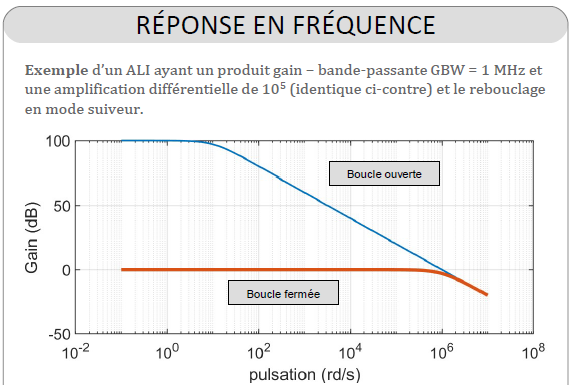 RÉPONSE EN FRÉQUENCE
Exemple d'un ALI ayant un produit gain – bande-passante GBW = 1 MHz et
une amplification différentielle de 10⁵ (identique ci-contre) et le rebouclage
en mode suiveur.
100
50
0
-50
Gain (dB)
Boucle ouverte
Boucle fermée
10⁻² 10⁰ 10² 10⁴ 10⁶ 10⁸
pulsation (rd/s)